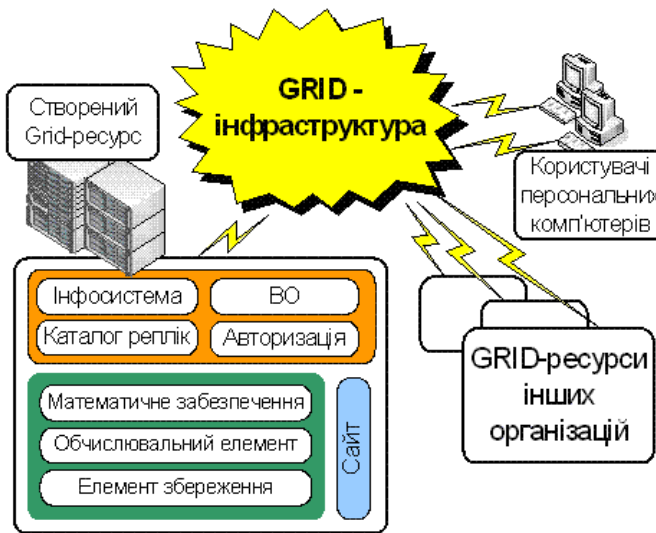 GRID -
інфраструктура
Створений
Grid-ресурс
Користувачі
персональних
комп'ютерів
Інфосистема
ВО
Каталог реплік
Авторизація
Математичне забезпечення
Обчислювальний елемент
Елемент збереження
Сайт
GRID-ресурси
інших
організацій